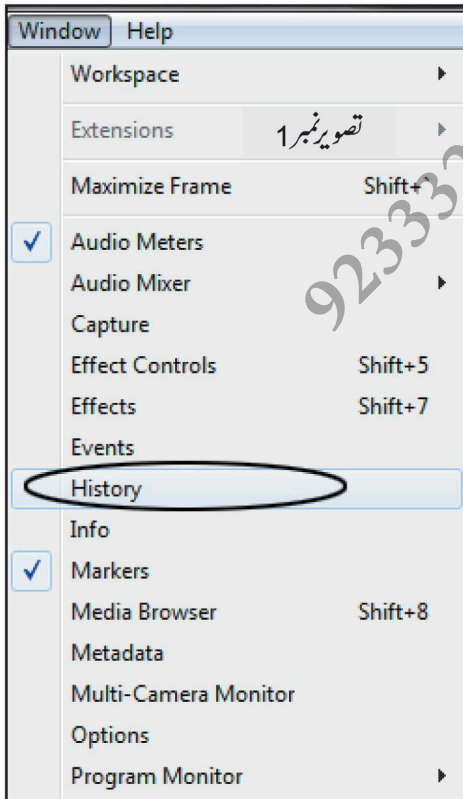 Window Help
Workspace
Extensions تصویر نمبر 1
Maximize Frame Shift+`
Audio Meters
Audio Mixer
Capture
Effect Controls Shift+5
Effects Shift+7
Events
History
Info
Markers
Media Browser Shift+8
Metadata
Multi-Camera Monitor
Options
Program Monitor